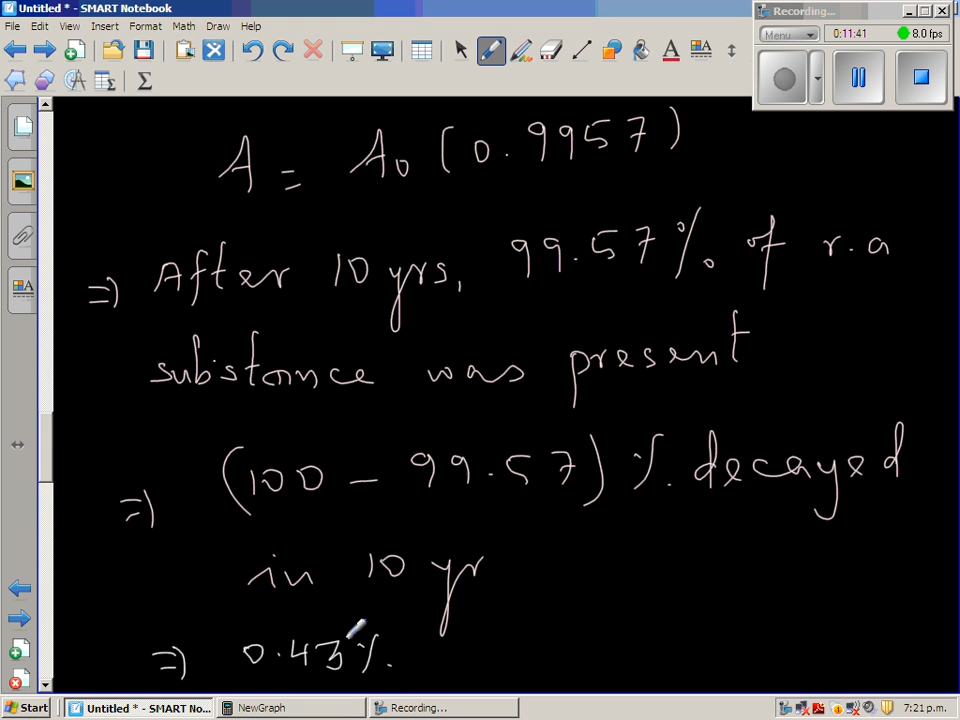 Untitled * - SMART Notebook
File Edit View Insert Format Math Draw Help
Recording...
Menu 0:11:41 8.0 fps
A = A0 (0.9957)
=) After 10 yrs, 99.57% of r.a
substance was present
=) (100 - 99.57)% decayed
in 10 yr
=) 0.43%.
Start Untitled * - SMART No... NewGraph Recording... 7:21 p.m.